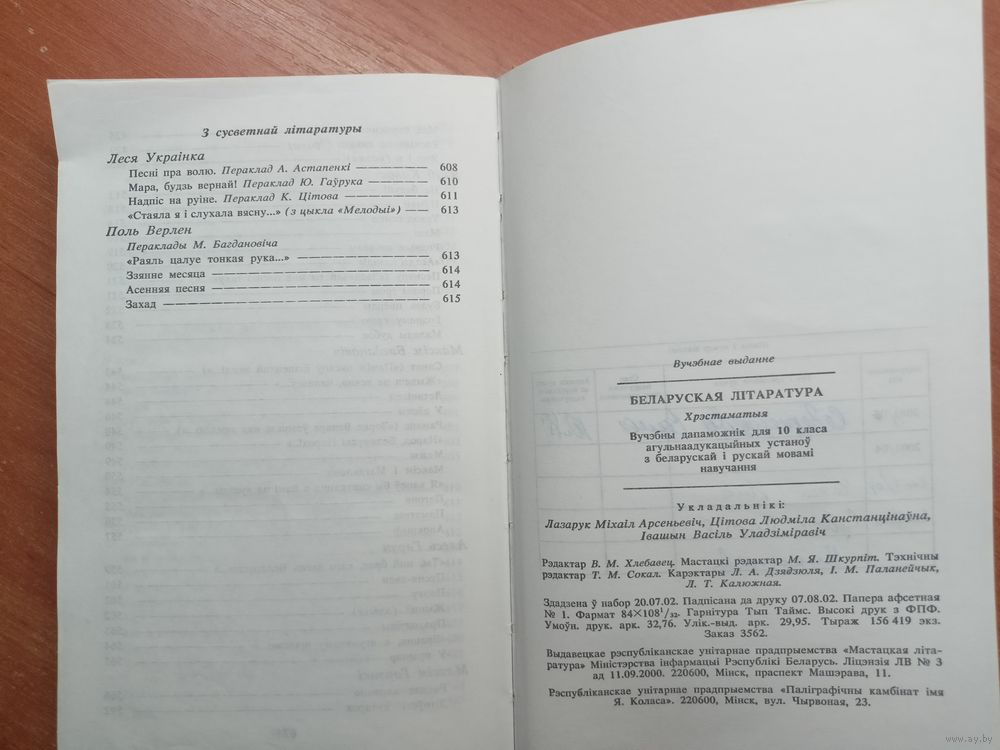 З сусветнай літаратуры
Леся Украінка
Песні пра волю. Пераклад А. Астапенкі — 608
Мара, будзь вернай! Пераклад Ю. Гаўрука — 610
Надпіс на руіне. Пераклад К. Цітова — 611
«Стаяла я і слухала вясну...» (з цыкла «Мелодыі») — 613
Поль Верлен
Пераклады М. Багдановіча
«Раяль цалуе тонкая рука...» — 613
Ззянне месяца — 614
Асенняя песня — 614
Захад — 615
Вучэбнае выданне
БЕЛАРУСКАЯ ЛІТАРАТУРА
Хрэстаматыя
Вучэбны дапаможнік для 10 класа
агульнаадукацыйных устаноў
з беларускай і рускай мовамі
навучання
Укладальнікі:
Лазарук Міхаіл Арсеньевіч, Цітова Людміла Канстанцінаўна,
Івашын Васіль Уладзіміравіч
Рэдактар В. М. Хлебавец. Мастацкі рэдактар М. Я. Шкурпіт. Тэхнічны
рэдактар Т. М. Сокал. Карэктары Л. А. Дзядзюля, І. М. Паланейчык,
Л. Т. Калюжная.
Здадзена ў набор 20.07.02. Падпісана да друку 07.08.02. Папера афсетная
№ 1. Фармат 84×108¹/₃₂. Гарнітура Тып Таймс. Высокі друк з ФПФ.
Умоўн. друк. арк. 32,76. Улік.-выд. арк. 29,95. Тыраж 156 419 экз.
Заказ 3562.
Выдавецкае рэспубліканскае унітарнае прадпрыемства «Мастацкая літа-
ратура» Міністэрства інфармацыі Рэспублікі Беларусь. Ліцэнзія ЛВ № 3
ад 11.09.2000. 220600, Мінск, праспект Машэрава, 11.
Рэспубліканскае унітарнае прадпрыемства «Паліграфічны камбінат імя
Я. Коласа». 220600, Мінск, вул. Чырвоная, 23.
www.ay.by